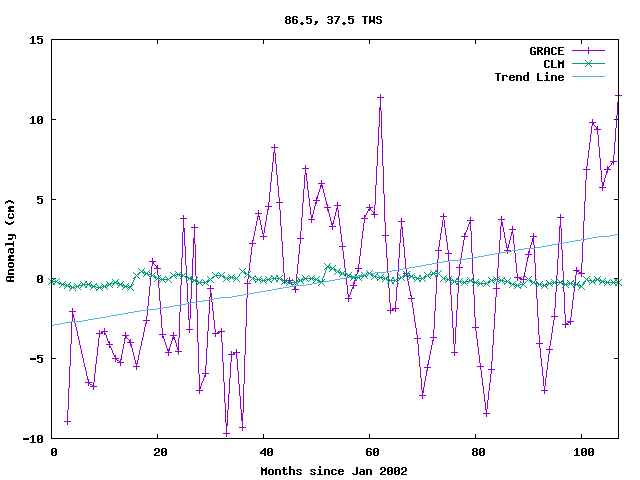 86.5, 37.5 TWS
GRACE
CLM
Trend Line
15
10
5
0
-5
-10
Anomaly (cm)
0 20 40 60 80 100
Months since Jan 2002